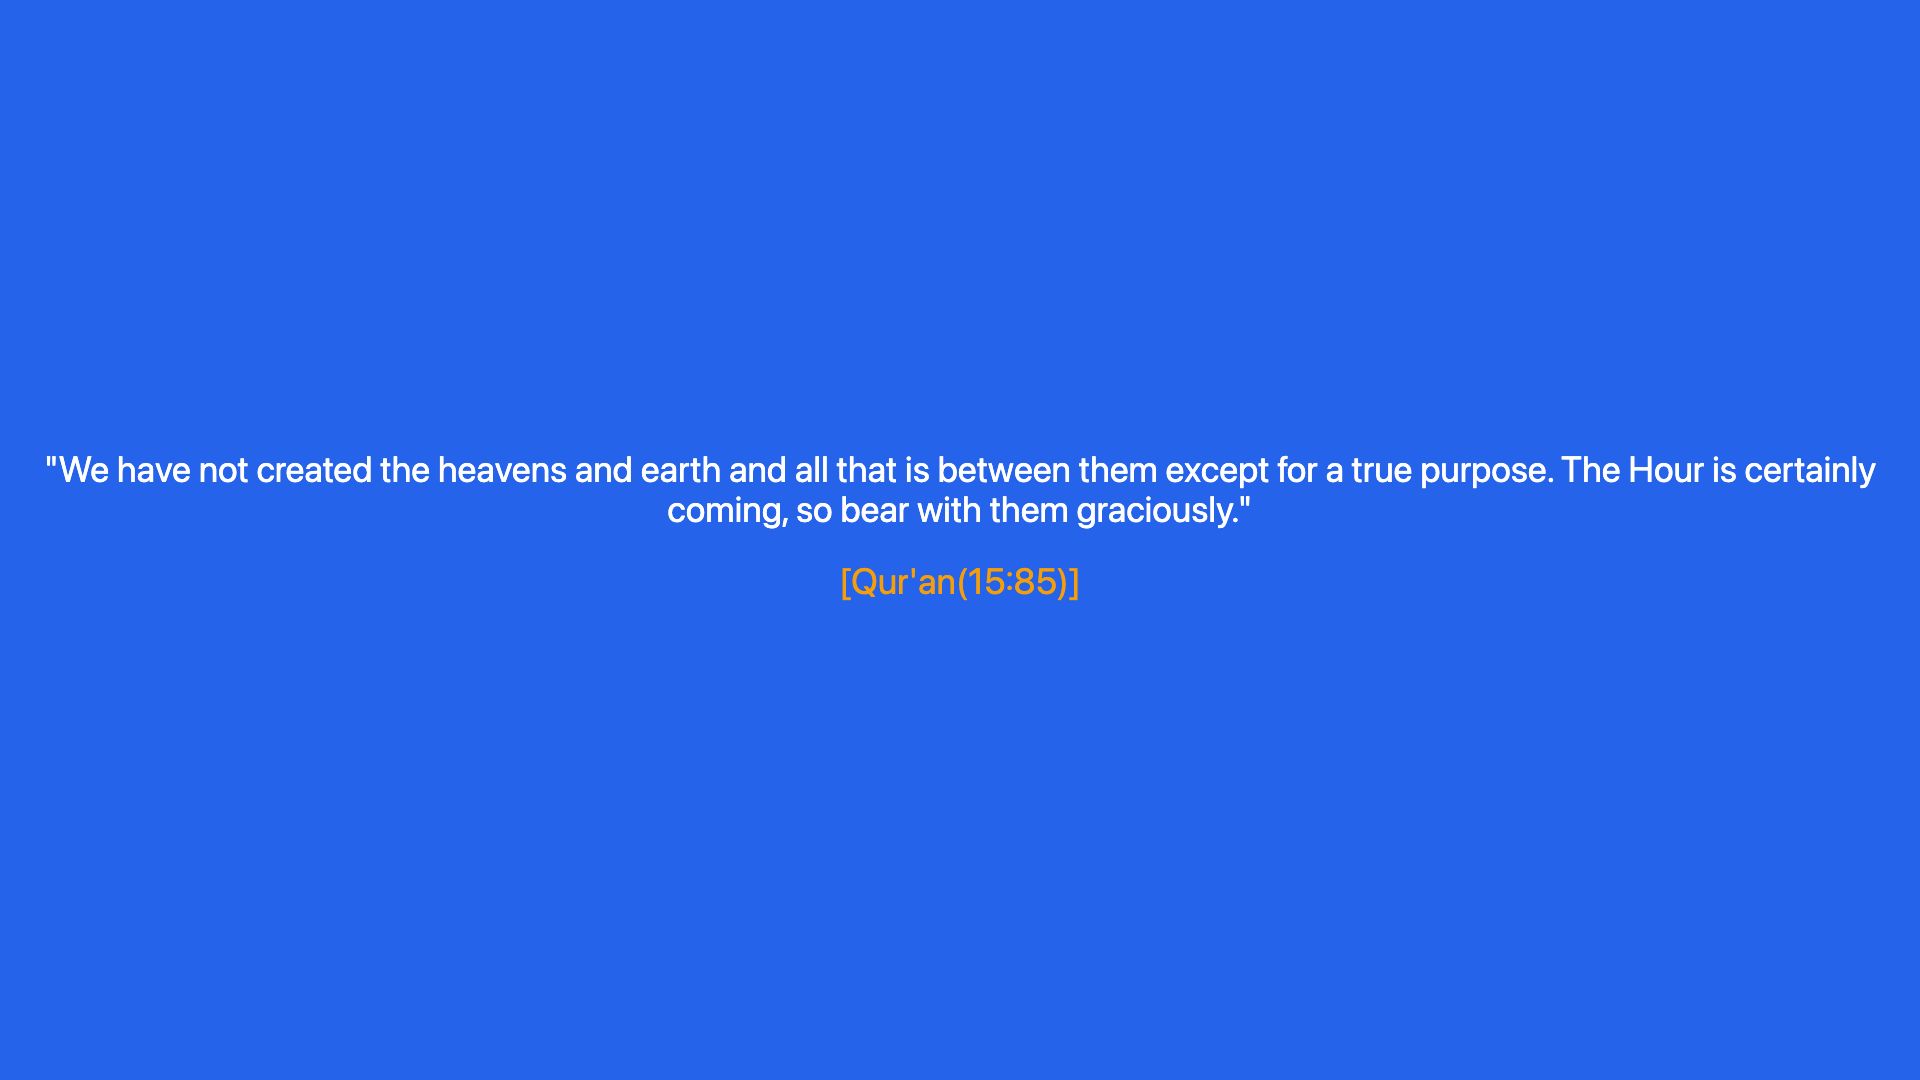 "We have not created the heavens and earth and all that is between them except for a true purpose. The Hour is certainly
coming, so bear with them graciously."
[Qur'an(15:85)]